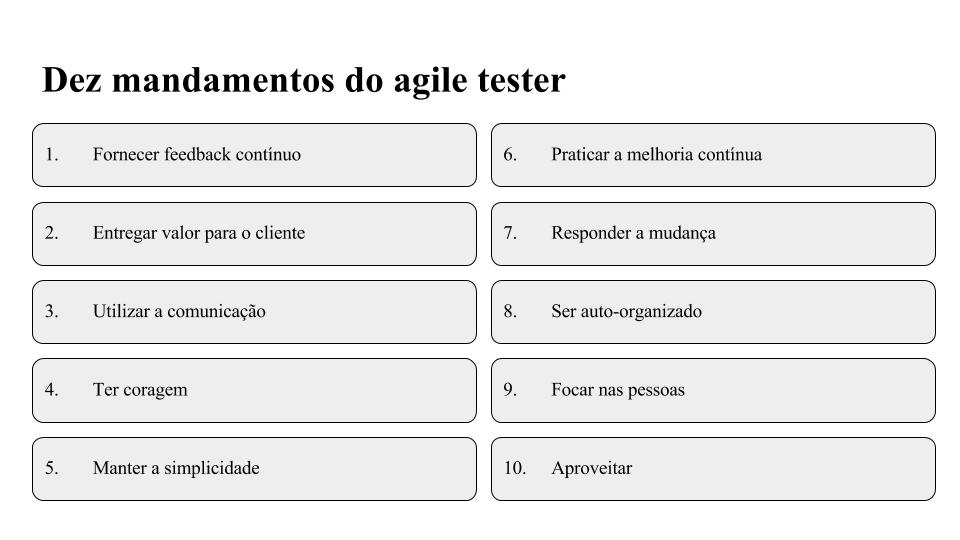 Dez mandamentos do agile tester
1. Fornecer feedback contínuo
2. Entregar valor para o cliente
3. Utilizar a comunicação
4. Ter coragem
5. Manter a simplicidade
6. Praticar a melhoria contínua
7. Responder a mudança
8. Ser auto-organizado
9. Focar nas pessoas
10. Aproveitar